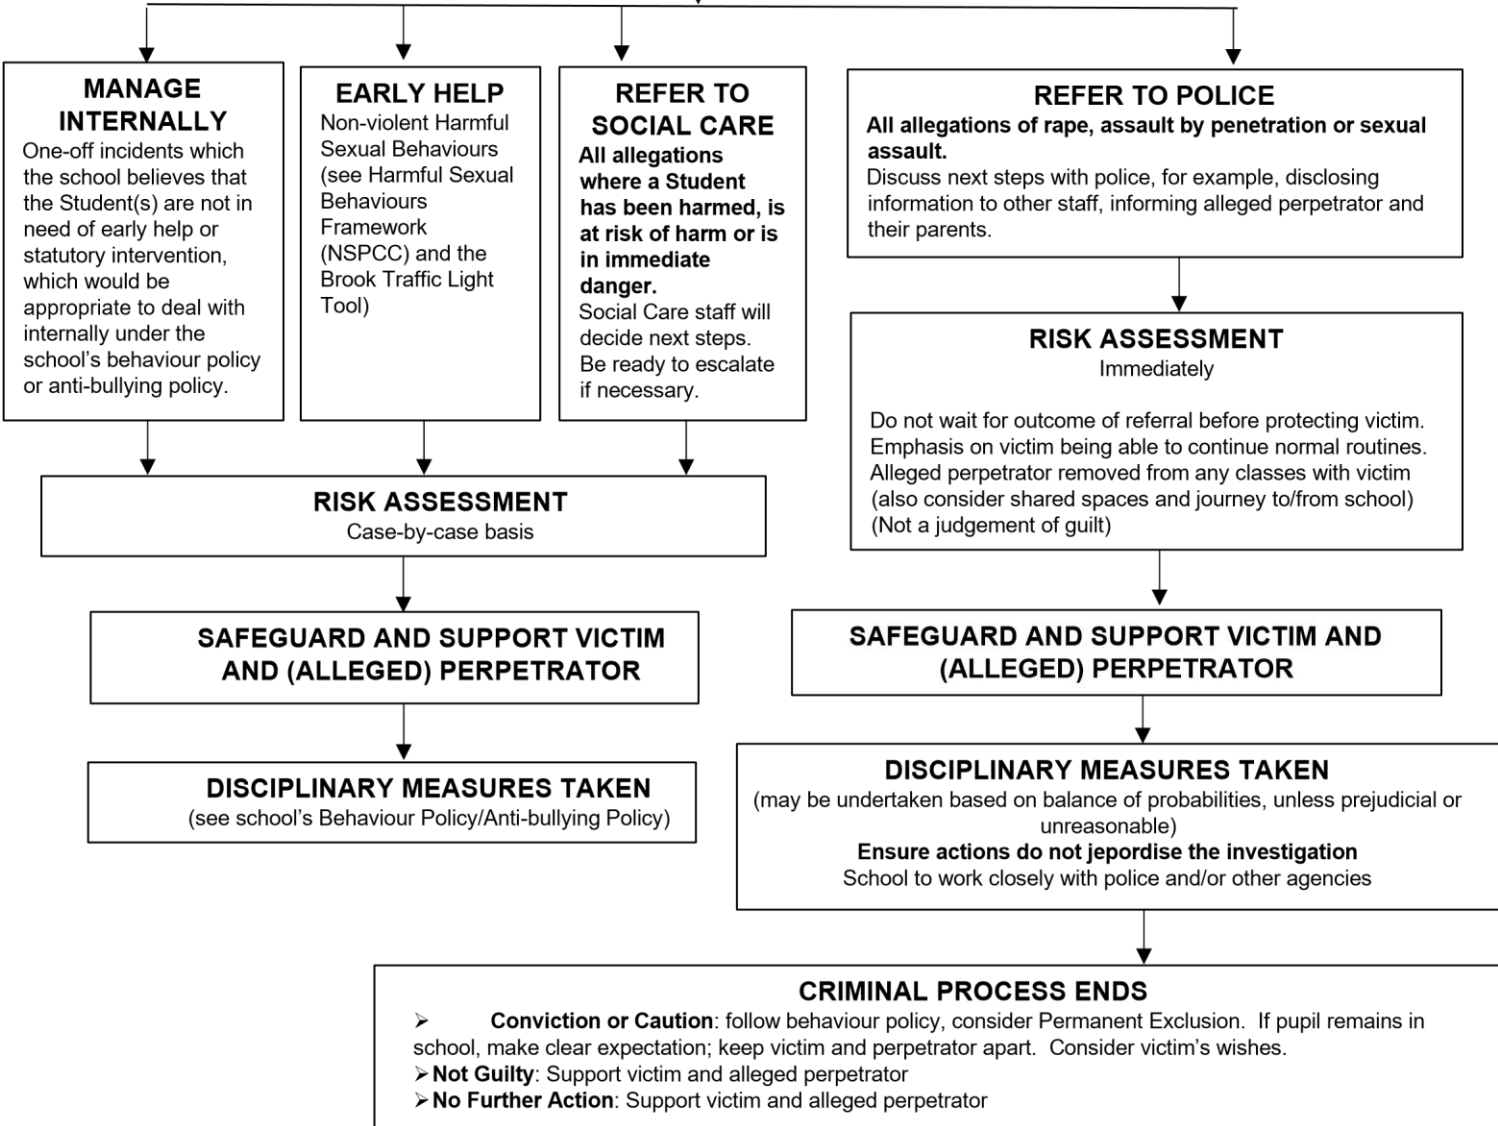 MANAGE
INTERNALLY
One-off incidents which
the school believes that
the Student(s) are not in
need of early help or
statutory intervention,
which would be
appropriate to deal with
internally under the
school’s behaviour policy
or anti-bullying policy.
EARLY HELP
Non-violent Harmful
Sexual Behaviours
(see Harmful Sexual
Behaviours
Framework
(NSPCC) and the
Brook Traffic Light
Tool)
REFER TO
SOCIAL CARE
All allegations
where a Student
has been harmed, is
at risk of harm or is
in immediate
danger.
Social Care staff will
decide next steps.
Be ready to escalate
if necessary.
REFER TO POLICE
All allegations of rape, assault by penetration or sexual
assault.
Discuss next steps with police, for example, disclosing
information to other staff, informing alleged perpetrator and
their parents.
RISK ASSESSMENT
Case-by-case basis
RISK ASSESSMENT
Immediately
Do not wait for outcome of referral before protecting victim.
Emphasis on victim being able to continue normal routines.
Alleged perpetrator removed from any classes with victim
(also consider shared spaces and journey to/from school)
(Not a judgement of guilt)
SAFEGUARD AND SUPPORT VICTIM
AND (ALLEGED) PERPETRATOR
SAFEGUARD AND SUPPORT VICTIM AND
(ALLEGED) PERPETRATOR
DISCIPLINARY MEASURES TAKEN
(see school’s Behaviour Policy/Anti-bullying Policy)
DISCIPLINARY MEASURES TAKEN
(may be undertaken based on balance of probabilities, unless prejudicial or
unreasonable)
Ensure actions do not jepordise the investigation
School to work closely with police and/or other agencies
CRIMINAL PROCESS ENDS
➢ Conviction or Caution: follow behaviour policy, consider Permanent Exclusion. If pupil remains in
school, make clear expectation; keep victim and perpetrator apart. Consider victim’s wishes.
➢ Not Guilty: Support victim and alleged perpetrator
➢ No Further Action: Support victim and alleged perpetrator